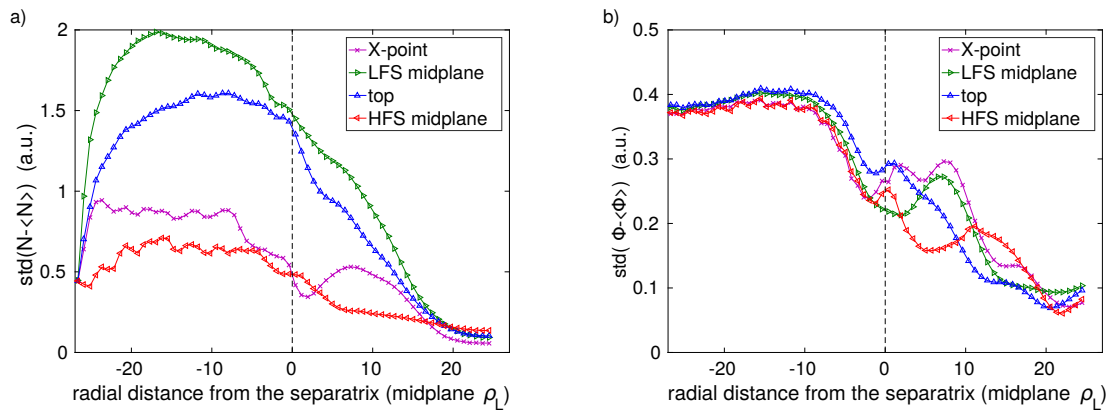 a)
std(N-<N>) (a.u.)
2
1.5
1
0.5
0
-20 -10 0 10 20
radial distance from the separatrix (midplane ρ_L)
X-point
LFS midplane
top
HFS midplane
b)
std( Φ-<Φ>) (a.u.)
0.5
0.4
0.3
0.2
0.1
0
-20 -10 0 10 20
radial distance from the separatrix (midplane ρ_L)
X-point
LFS midplane
top
HFS midplane